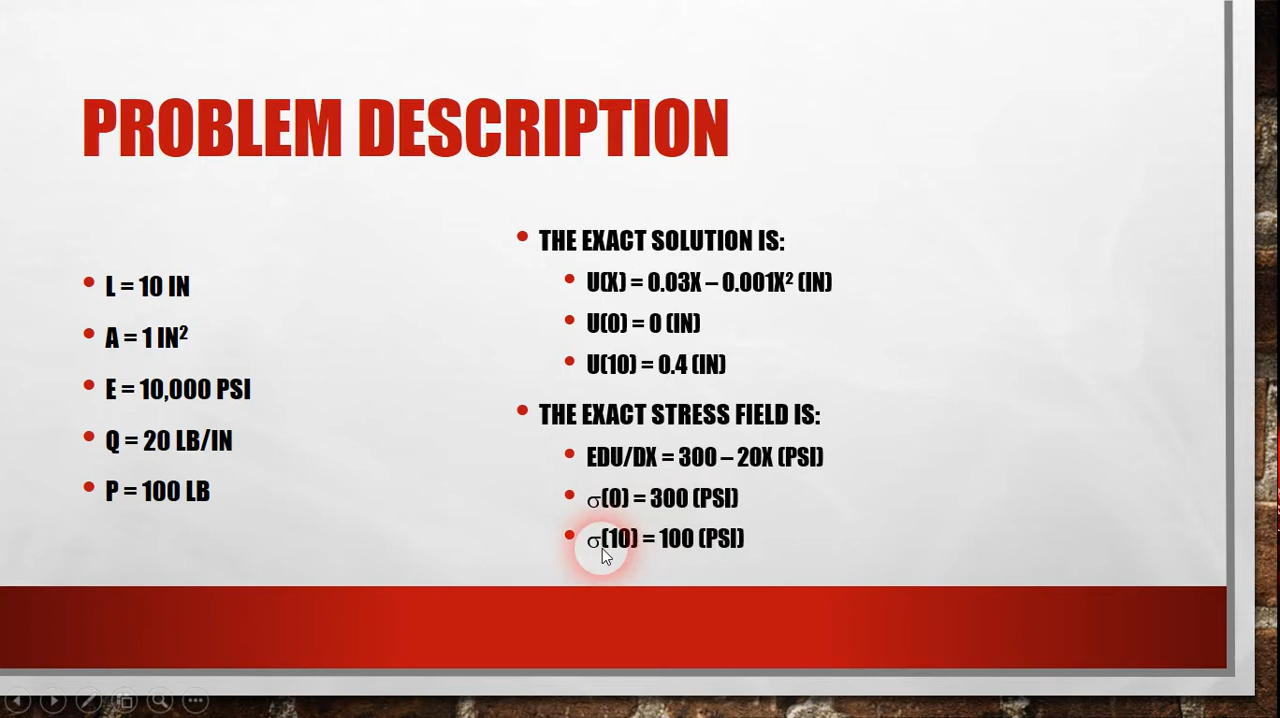 PROBLEM DESCRIPTION
L = 10 IN
A = 1 IN²
E = 10,000 PSI
Q = 20 LB/IN
P = 100 LB
THE EXACT SOLUTION IS:
U(X) = 0.03X – 0.001X² (IN)
U(0) = 0 (IN)
U(10) = 0.4 (IN)
THE EXACT STRESS FIELD IS:
EDU/DX = 300 – 20X (PSI)
σ(0) = 300 (PSI)
σ(10) = 100 (PSI)